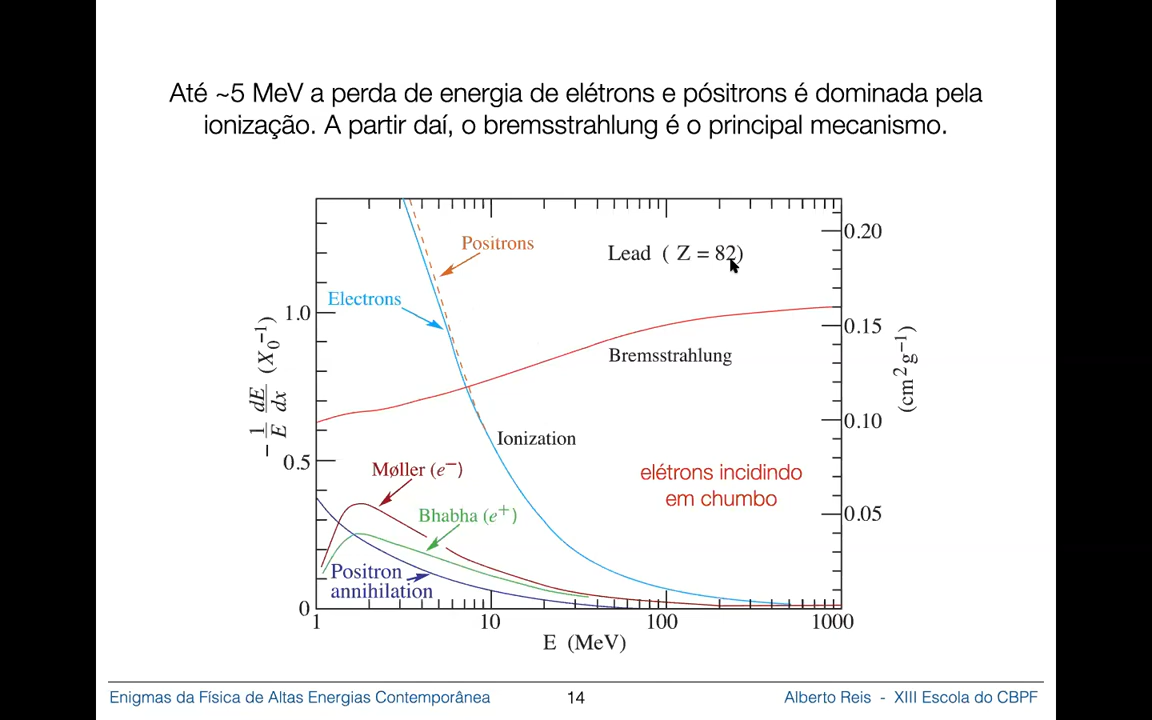 Até ~5 MeV a perda de energia de elétrons e pósitrons é dominada pela
ionização. A partir daí, o bremsstrahlung é o principal mecanismo.
Positrons
Lead ( Z = 82)
0.20
Electrons
1.0
0.15
Bremsstrahlung
− 1/E dE/dx (X₀⁻¹)
(cm² g⁻¹)
0.10
Ionization
0.5
Møller (e⁻)
elétrons incidindo
em chumbo
Bhabha (e⁺)
0.05
Positron
annihilation
0
1
10
100
1000
E (MeV)
Enigmas da Física de Altas Energias Contemporânea
14
Alberto Reis - XIII Escola do CBPF